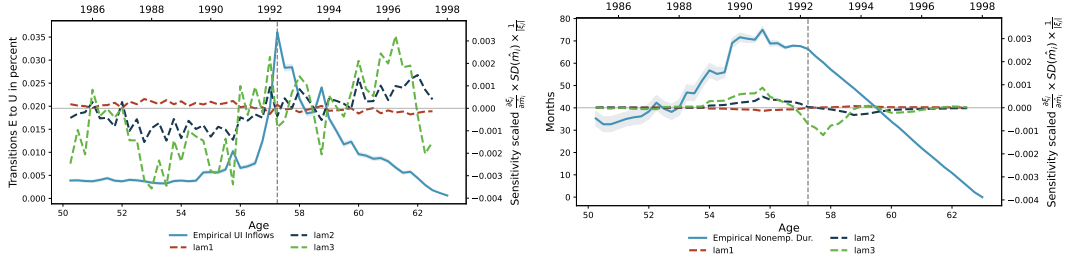 1986 1988 1990 1992 1994 1996 1998
0.035
0.030
0.025
0.020
0.015
0.010
0.005
0.000
Transitions E to U in percent
0.003
0.002
0.001
0.000
−0.001
−0.002
−0.003
−0.004
Sensitivity scaled ∂ξ̂ᵢ/∂m̂ᵢ × SD(m̂ᵢ) × 1/|ξᵢ|
50 52 54 56 58 60 62
Age
Empirical UI Inflows
lam1
lam2
lam3
1986 1988 1990 1992 1994 1996 1998
80
70
60
50
40
30
20
10
0
Months
0.003
0.002
0.001
0.000
−0.001
−0.002
−0.003
−0.004
50 52 54 56 58 60 62
Age
Empirical Nonemp. Dur.
lam1
lam2
lam3